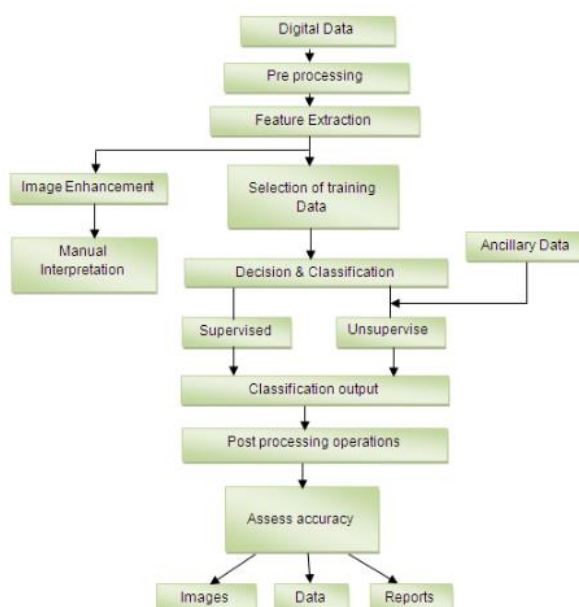 Digital Data
Pre processing
Feature Extraction
Image Enhancement
Selection of training
Data
Manual
Interpretation
Ancillary Data
Decision & Classification
Supervised
Unsupervise
Classification output
Post processing operations
Assess accuracy
Images
Data
Reports